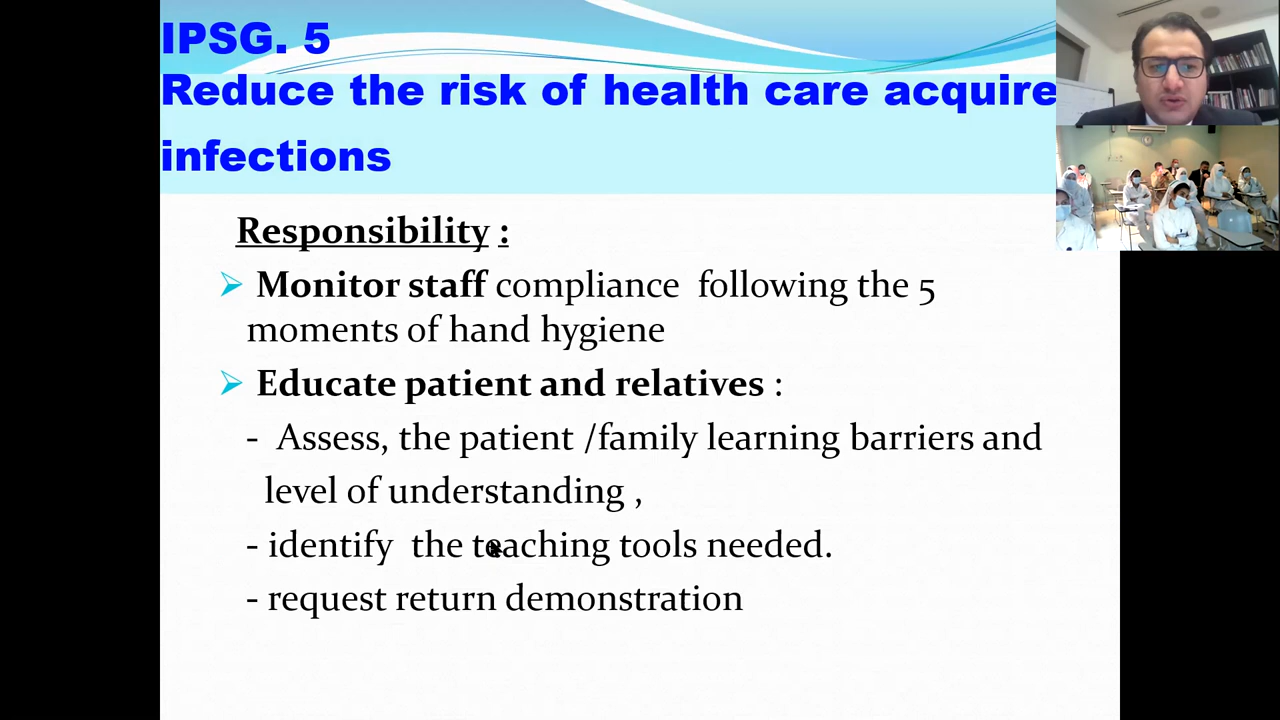 IPSG. 5
Reduce the risk of health care acquire
infections
Responsibility :
Monitor staff compliance following the 5
moments of hand hygiene
Educate patient and relatives :
- Assess, the patient /family learning barriers and
level of understanding ,
- identify the teaching tools needed.
- request return demonstration